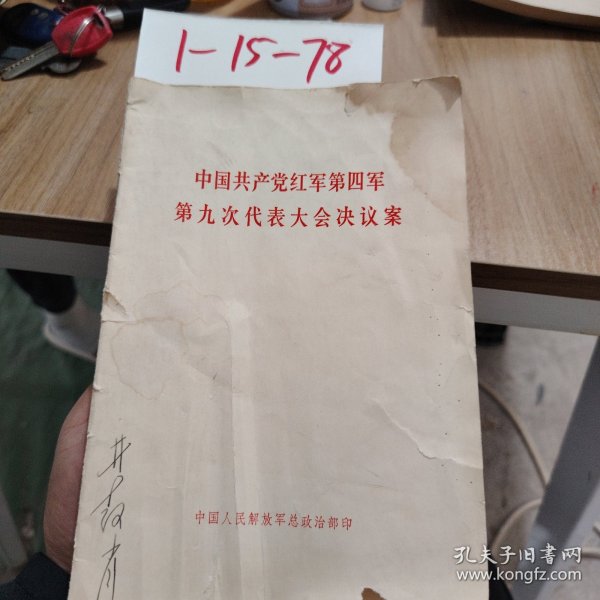 1-15-78
中国共产党红军第四军
第九次代表大会决议案
中国人民解放军总政治部印
孔夫子旧书网
www.kongfz.com